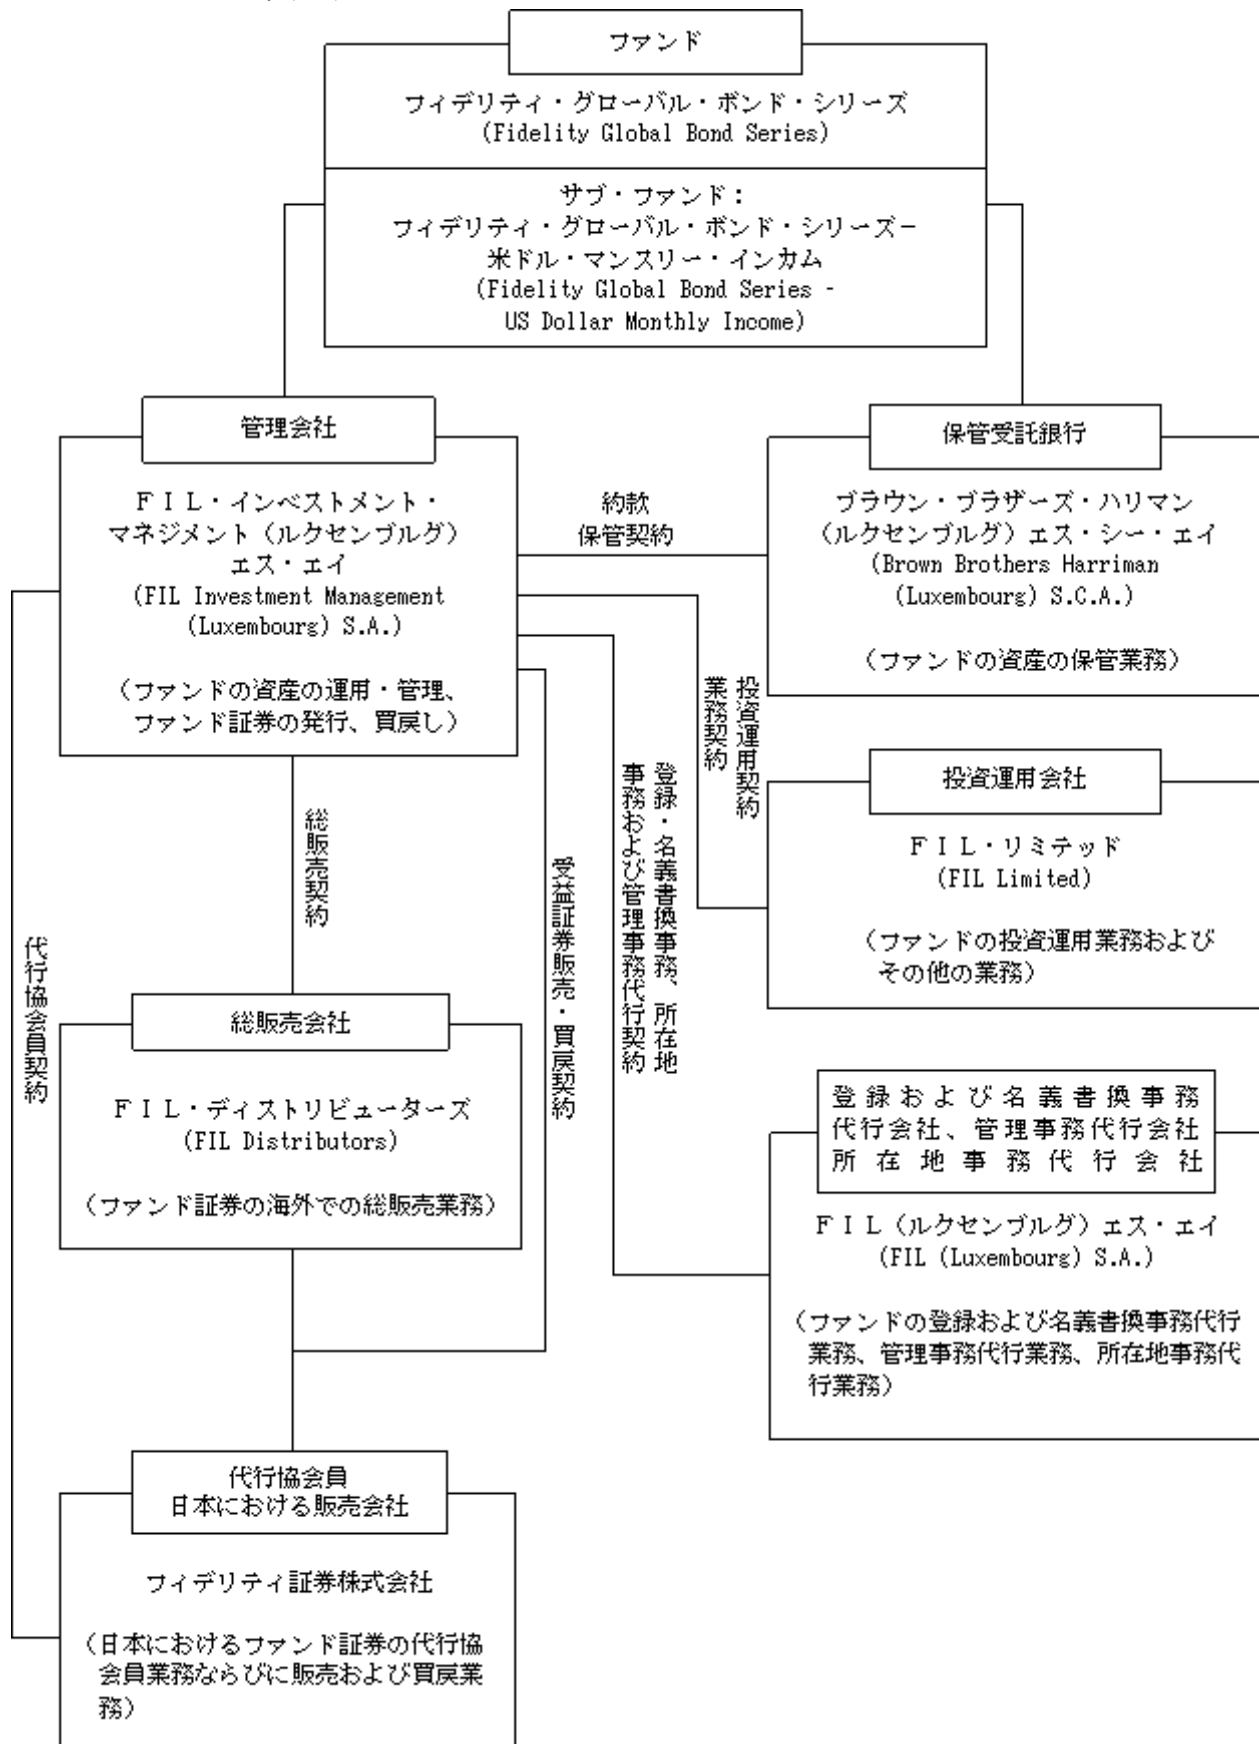 ファンド
フィデリティ・グローバル・ボンド・シリーズ
(Fidelity Global Bond Series)
サブ・ファンド：
フィデリティ・グローバル・ボンド・シリーズ－
米ドル・マンスリー・インカム
(Fidelity Global Bond Series -
US Dollar Monthly Income)
管理会社
ＦＩＬ・インベストメント・
マネジメント（ルクセンブルグ）
エス・エイ
(FIL Investment Management
(Luxembourg) S.A.)
（ファンドの資産の運用・管理、
ファンド証券の発行、買戻し）
約款
保管契約
保管受託銀行
ブラウン・ブラザーズ・ハリマン
（ルクセンブルグ）エス・シー・エイ
(Brown Brothers Harriman
(Luxembourg) S.C.A.)
（ファンドの資産の保管業務）
投資運用契約
業務契約
投資運用会社
ＦＩＬ・リミテッド
(FIL Limited)
（ファンドの投資運用業務および
その他の業務）
登録・名義書換事務、所在地
事務および管理事務代行契約
受益証券販売・買戻契約
総販売契約
代行協会員契約
総販売会社
ＦＩＬ・ディストリビューターズ
(FIL Distributors)
（ファンド証券の海外での総販売業務）
登録および名義書換事務
代行会社、管理事務代行会社
所在地事務代行会社
ＦＩＬ（ルクセンブルグ）エス・エイ
(FIL (Luxembourg) S.A.)
（ファンドの登録および名義書換事務代行
業務、管理事務代行業務、所在地事務代
行業務）
代行協会員
日本における販売会社
フィデリティ証券株式会社
（日本におけるファンド証券の代行協
会員業務ならびに販売および買戻業
務）